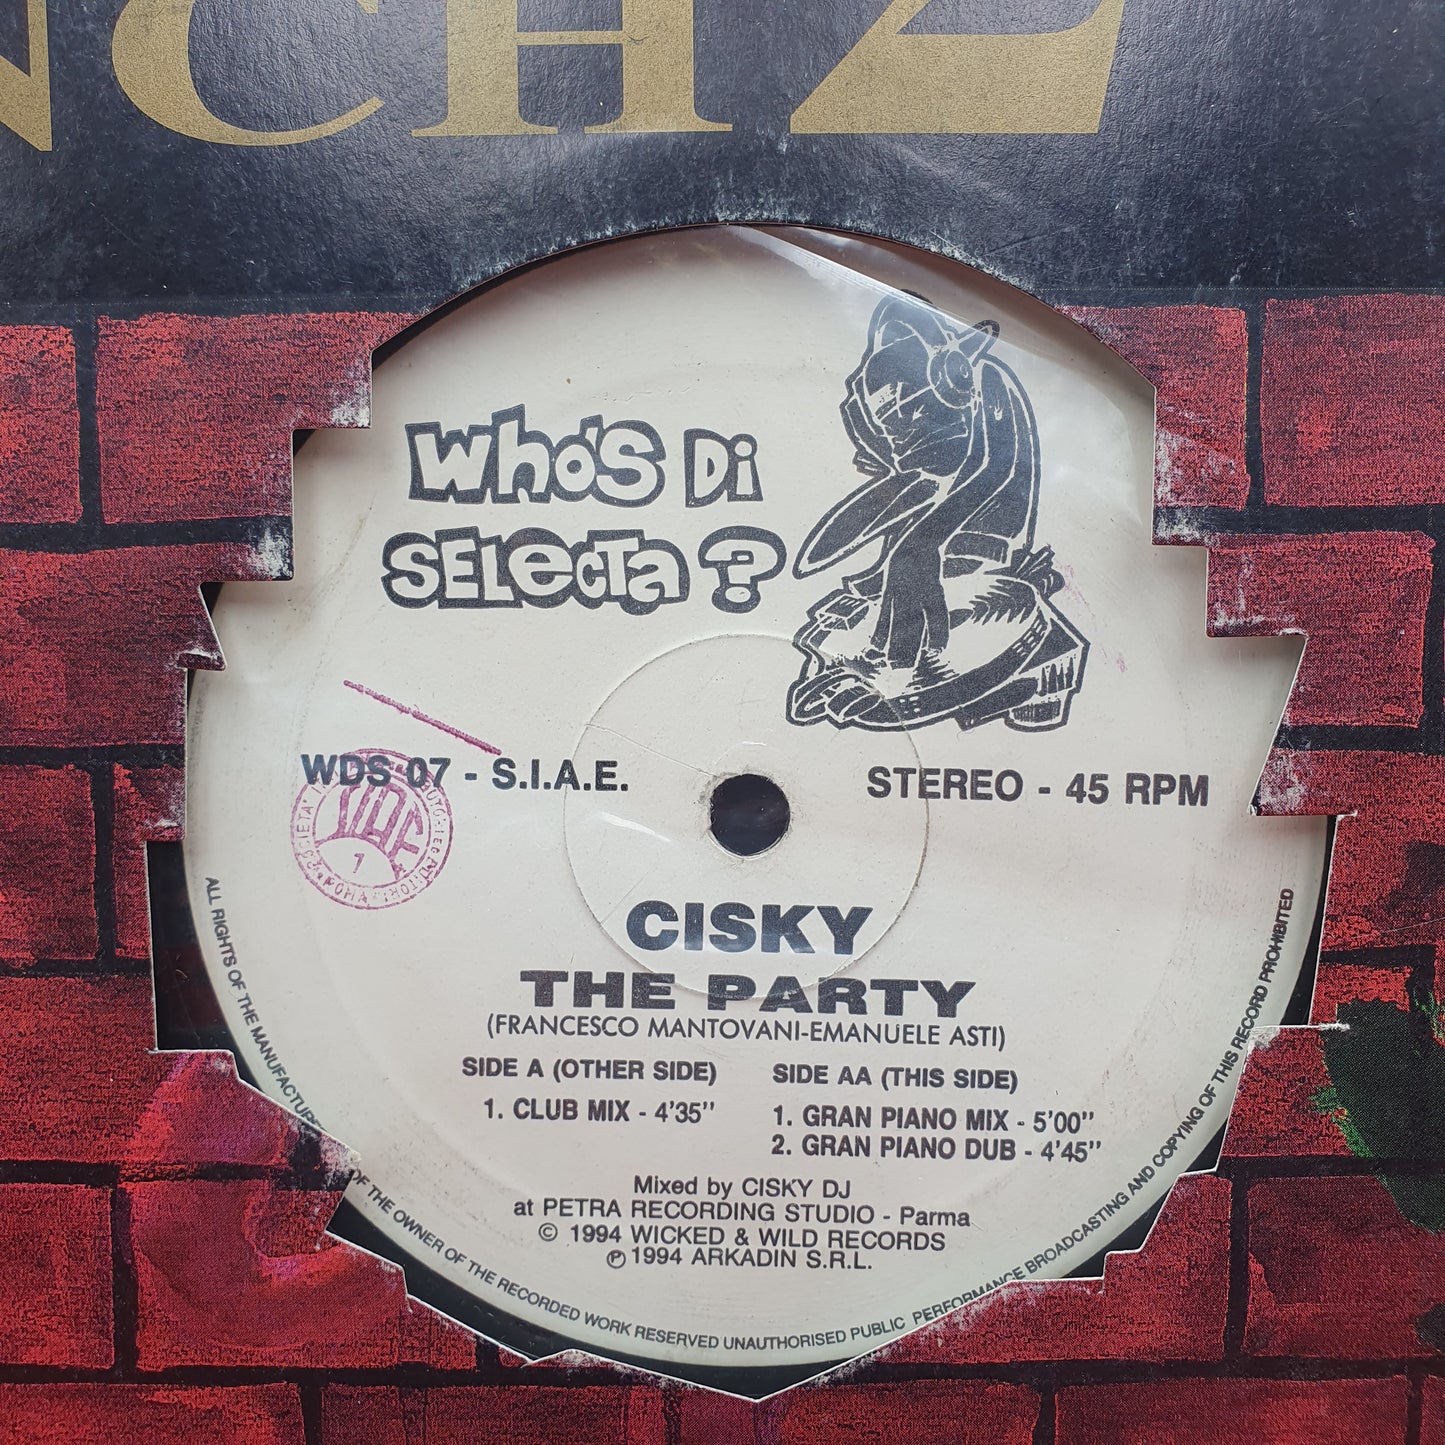 NCH 2
WHO'S DI
SELECTA?
WDS 07 - S.I.A.E.
STEREO - 45 RPM
CISKY
THE PARTY
(FRANCESCO MANTOVANI-EMANUELE ASTI)
SIDE A (OTHER SIDE)
1. CLUB MIX - 4'35"
SIDE AA (THIS SIDE)
1. GRAN PIANO MIX - 5'00"
2. GRAN PIANO DUB - 4'45"
Mixed by CISKY DJ
at PETRA RECORDING STUDIO - Parma
© 1994 WICKED & WILD RECORDS
℗ 1994 ARKADIN S.R.L.
ALL RIGHTS OF THE MANUFACTURE OF THE OWNER OF THE RECORDED WORK RESERVED UNAUTHORISED PUBLIC PERFORMANCE BROADCASTING AND COPYING OF THIS RECORD PROHIBITED